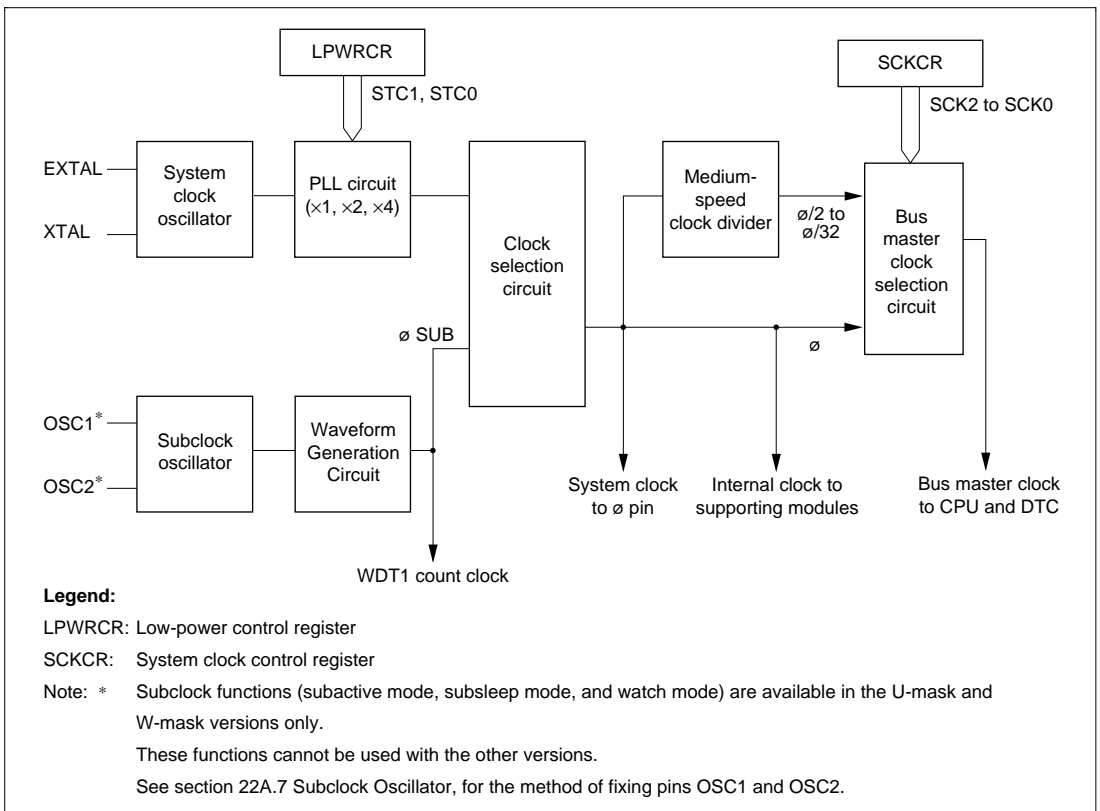 LPWRCR
STC1, STC0
SCKCR
SCK2 to SCK0
EXTAL
XTAL
System
clock
oscillator
PLL circuit
(×1, ×2, ×4)
Clock
selection
circuit
Medium-
speed
clock divider
ø/2 to
ø/32
Bus
master
clock
selection
circuit
ø SUB
ø
OSC1*
OSC2*
Subclock
oscillator
Waveform
Generation
Circuit
System clock
to ø pin
Internal clock to
supporting modules
Bus master clock
to CPU and DTC
WDT1 count clock
Legend:
LPWRCR: Low-power control register
SCKCR: System clock control register
Note: * Subclock functions (subactive mode, subsleep mode, and watch mode) are available in the U-mask and
W-mask versions only.
These functions cannot be used with the other versions.
See section 22A.7 Subclock Oscillator, for the method of fixing pins OSC1 and OSC2.